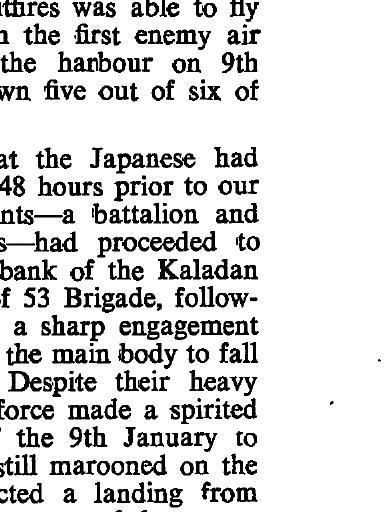 tfires was able to fly
the first enemy air
the harbour on 9th
wn five out of six of
at the Japanese had
48 hours prior to our
nts—a battalion and
s—had proceeded to
bank of the Kaladan
f 53 Brigade, follow-
a sharp engagement
the main body to fall
Despite their heavy
force made a spirited
the 9th January to
still marooned on the
cted a landing from